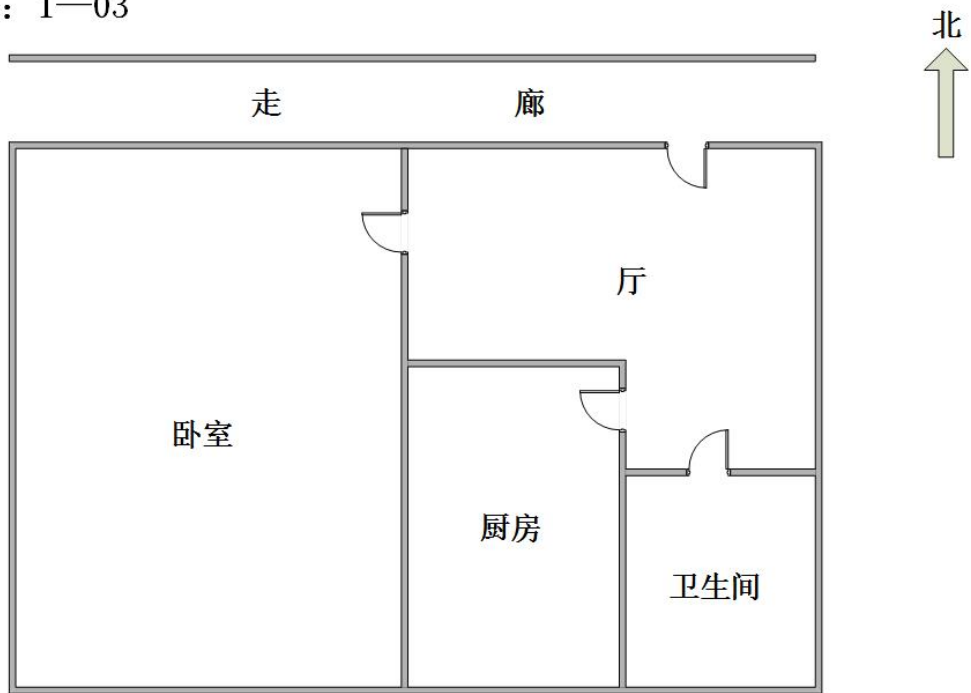 ：1—03
北
走 廊
厅
卧室
厨房
卫生间